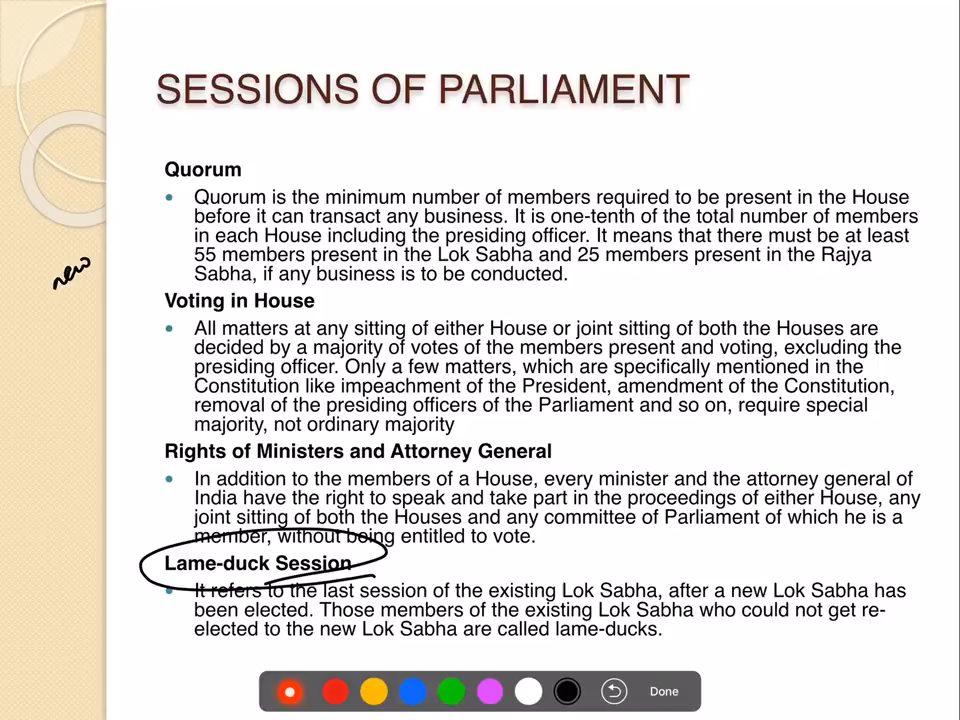 SESSIONS OF PARLIAMENT
Quorum
• Quorum is the minimum number of members required to be present in the House
before it can transact any business. It is one-tenth of the total number of members
in each House including the presiding officer. It means that there must be at least
55 members present in the Lok Sabha and 25 members present in the Rajya
Sabha, if any business is to be conducted.
new
Voting in House
• All matters at any sitting of either House or joint sitting of both the Houses are
decided by a majority of votes of the members present and voting, excluding the
presiding officer. Only a few matters, which are specifically mentioned in the
Constitution like impeachment of the President, amendment of the Constitution,
removal of the presiding officers of the Parliament and so on, require special
majority, not ordinary majority
Rights of Ministers and Attorney General
• In addition to the members of a House, every minister and the attorney general of
India have the right to speak and take part in the proceedings of either House, any
joint sitting of both the Houses and any committee of Parliament of which he is a
member, without being entitled to vote.
Lame-duck Session
• It refers to the last session of the existing Lok Sabha, after a new Lok Sabha has
been elected. Those members of the existing Lok Sabha who could not get re-
elected to the new Lok Sabha are called lame-ducks.
Done